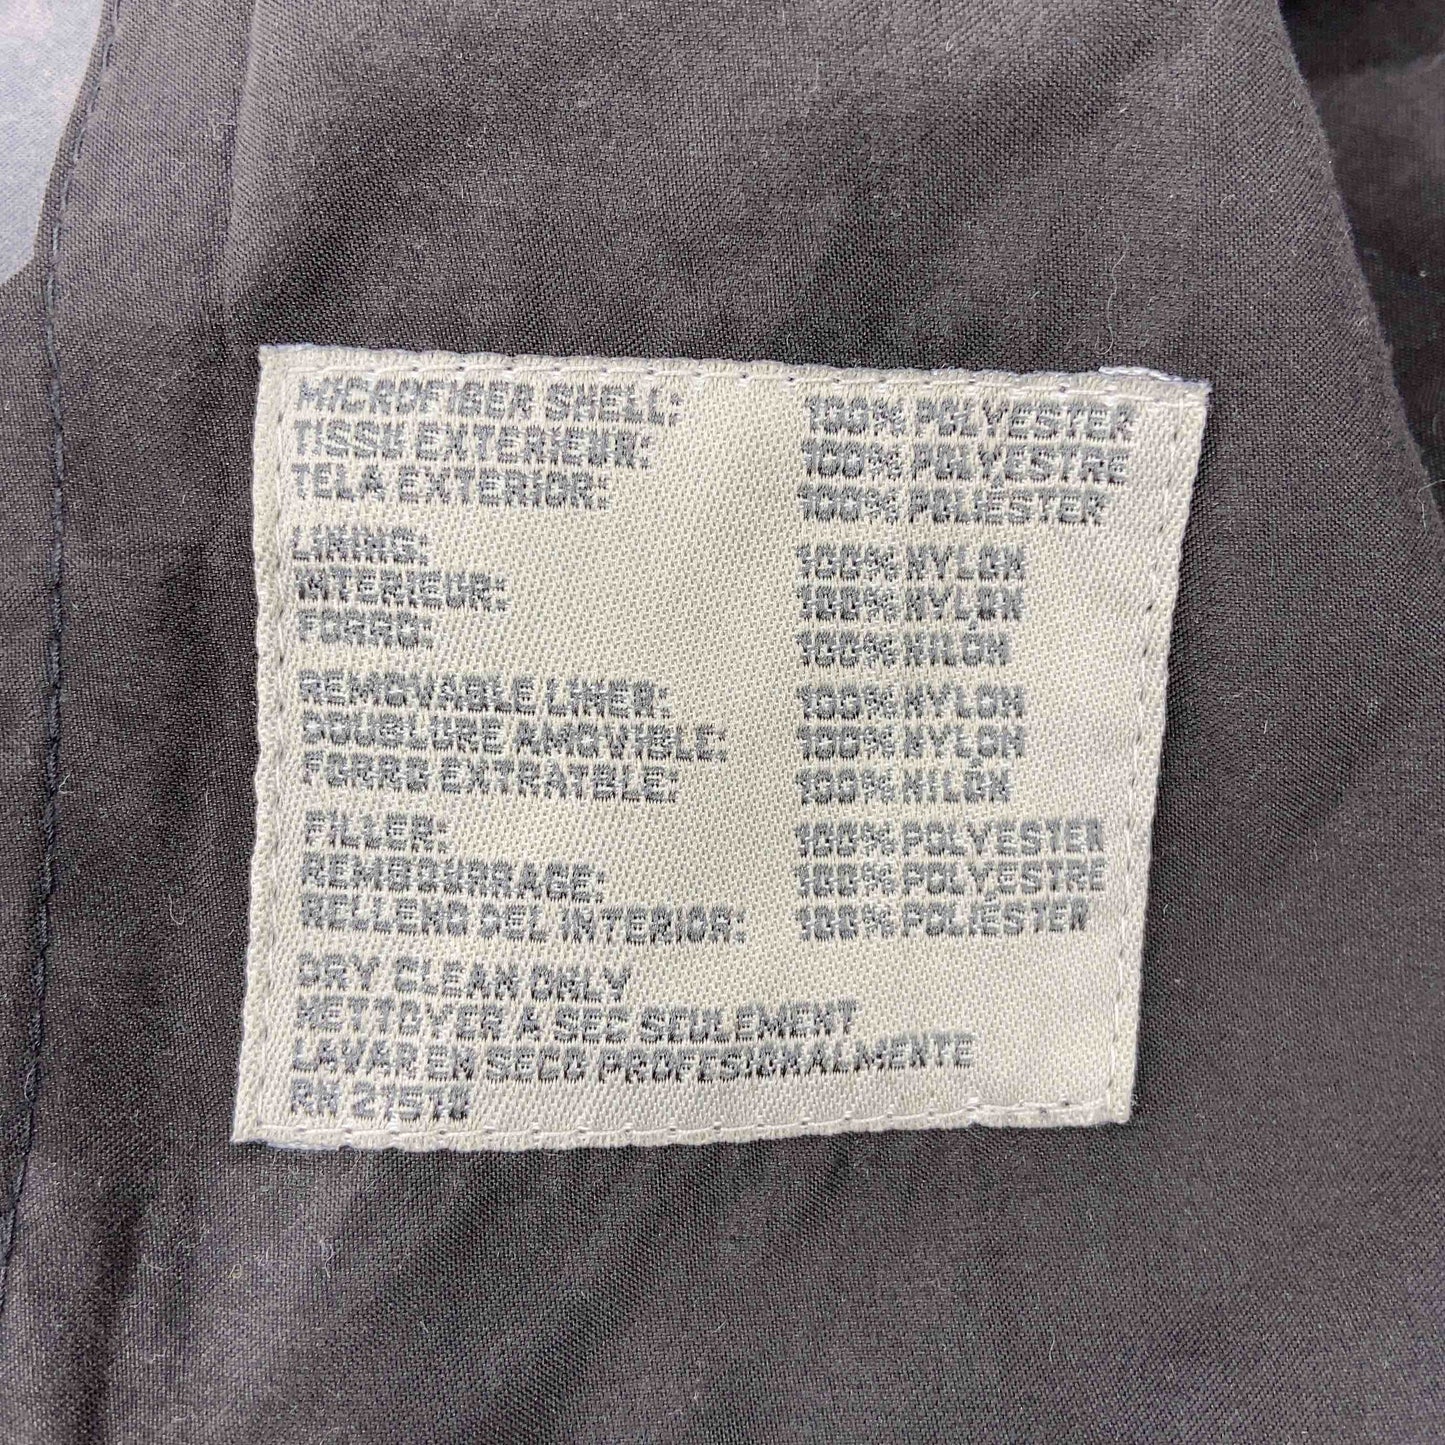 MICROFIBER SHELL: 100% POLYESTER
TISSU EXTERIEUR: 100% POLYESTRE
TELA EXTERIOR: 100% POLIÉSTER
LINING: 100% NYLON
INTERIEUR: 100% NYLON
FORRO: 100% NILÓN
REMOVABLE LINER: 100% NYLON
DOUBLURE AMOVIBLE: 100% NYLON
FORRO EXTRAIBLE: 100% NILÓN
FILLER: 100% POLYESTER
REMBOURRAGE: 100% POLYESTRE
RELLENO DEL INTERIOR: 100% POLIÉSTER
DRY CLEAN ONLY
NETTOYER A SEC SEULEMENT
LAVAR EN SECO PROFESIONALMENTE
RN 21518